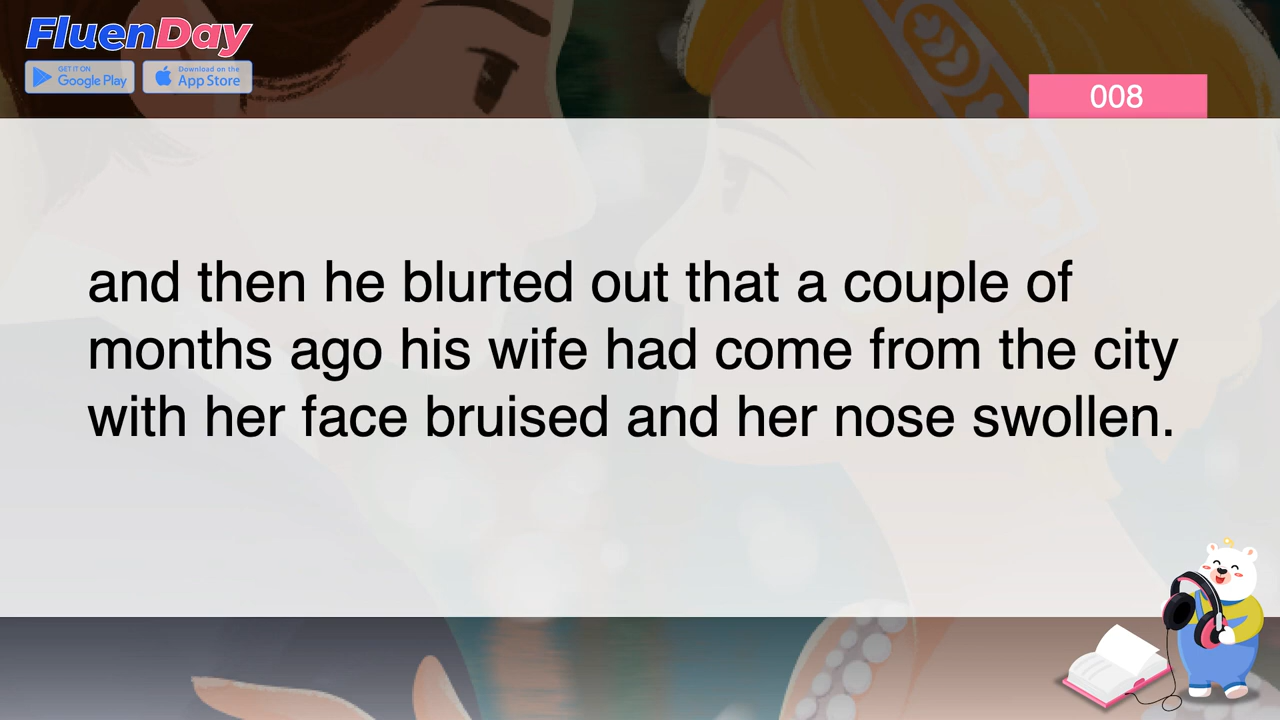 FluenDay
GET IT ON
Google Play
Download on the
App Store
008
and then he blurted out that a couple of
months ago his wife had come from the city
with her face bruised and her nose swollen.